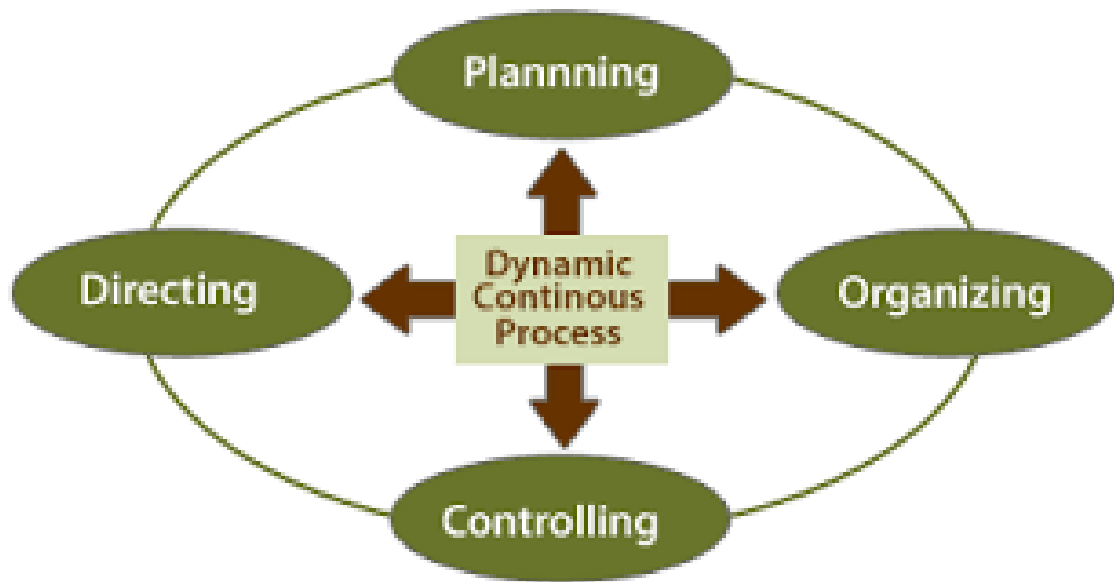 Plannning
Directing
Dynamic
Continous
Process
Organizing
Controlling